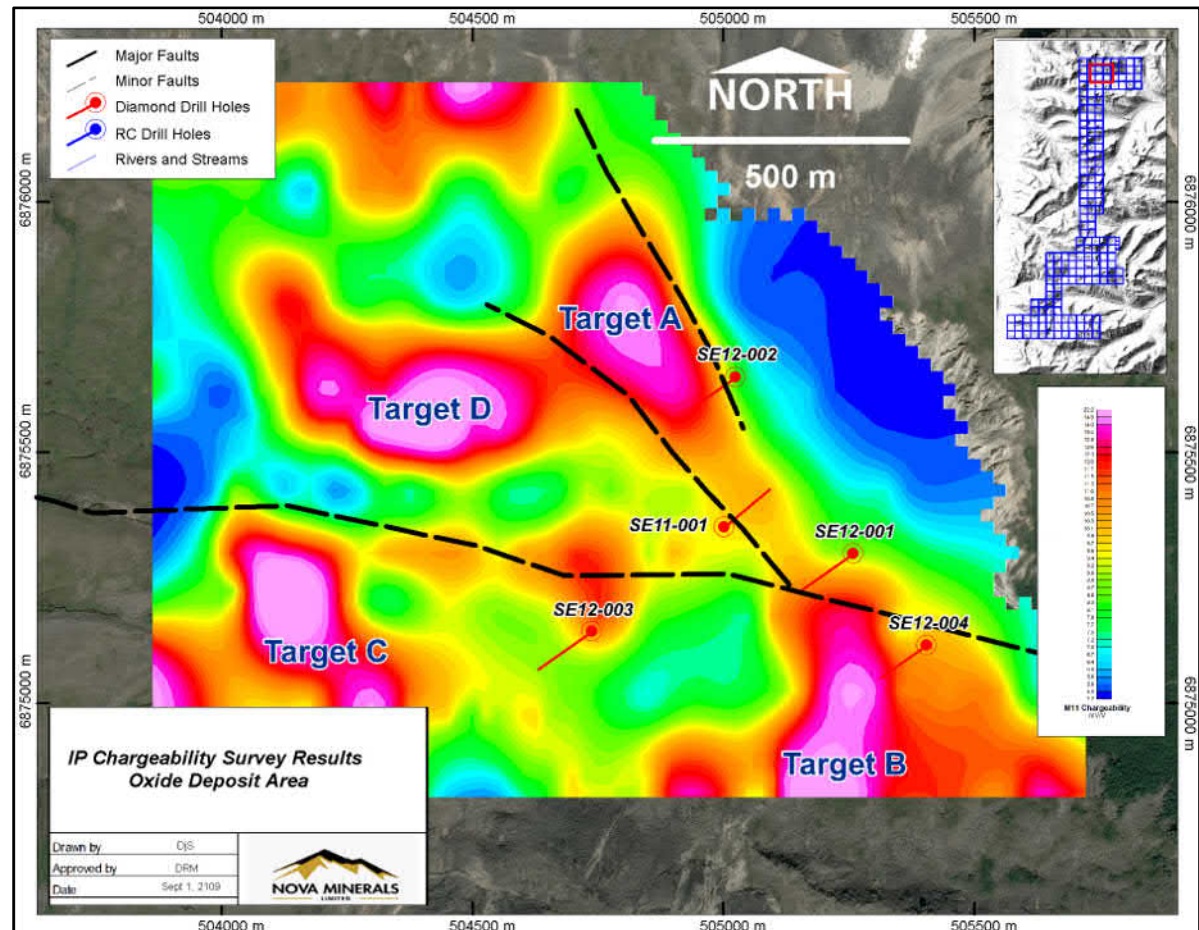 504000 m
504500 m
505000 m
505500 m
Major Faults
Minor Faults
Diamond Drill Holes
RC Drill Holes
Rivers and Streams
NORTH
500 m
6876000 m
6876000 m
Target A
SE12-002
Target D
6875500 m
6875500 m
SE11-001
SE12-001
SE12-003
SE12-004
Target C
M11 Chargeability
mV/V
6875000 m
6875000 m
Target B
IP Chargeability Survey Results
Oxide Deposit Area
Drawn by DjS
Approved by DRM
Date Sept 1, 2109
NOVA MINERALS
LIMITED
504000 m
504500 m
505000 m
505500 m